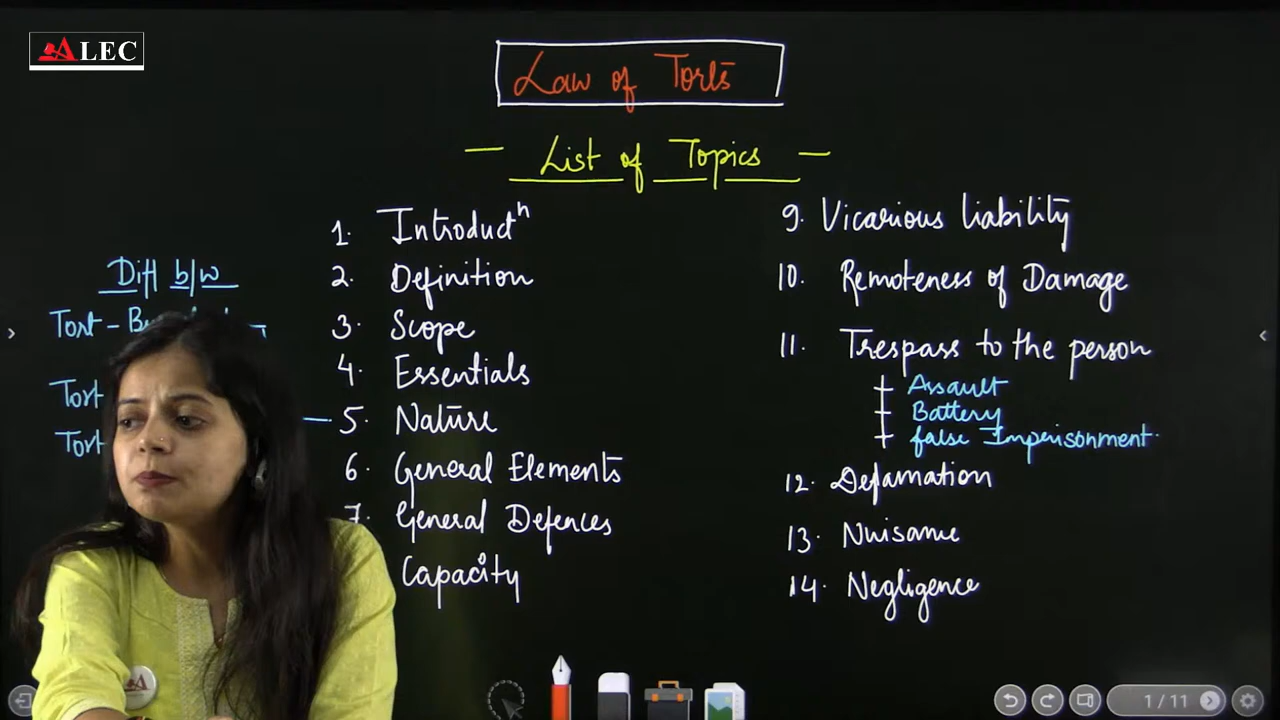 ALEC
Law of Torts
List of Topics
1. Introductⁿ
2. Definition
3. Scope
4. Essentials
5. Nature
6. General Elements
7. General Defences
Capacity
Diff b/w
Tort -
Tort
Tort
9. Vicarious liability
10. Remoteness of Damage
11. Trespass to the person
Assault
Battery
false Imperisonment
12. Defamation
13. Nuisance
14. Negligence
1 / 11